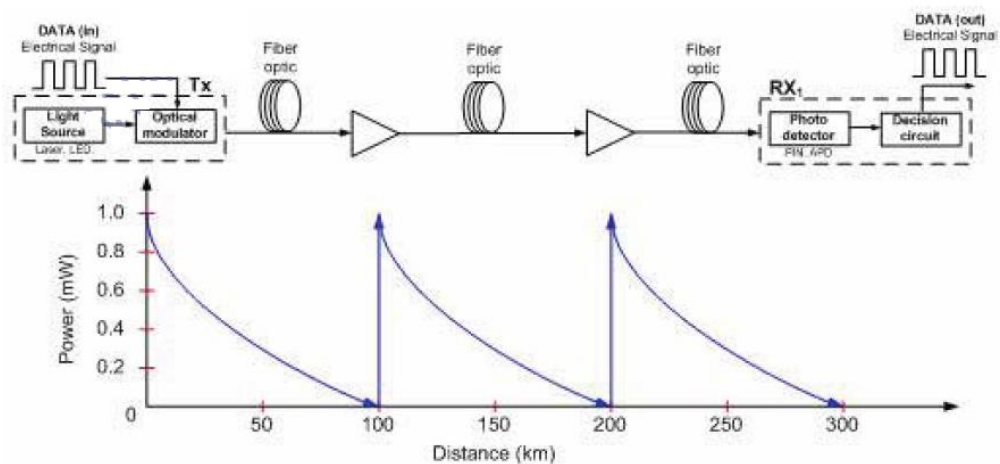 DATA (in)
Electrical Signal
DATA (out)
Electrical Signal
Fiber
optic
Fiber
optic
Fiber
optic
Tx
RX1
Light
Source
Optical
modulator
Laser, LED.
Photo
detector
Decision
circuit
PIN, APD
Power (mW)
1.0
0.8
0.6
0.4
0.2
0
50
100
150
200
250
300
Distance (km)